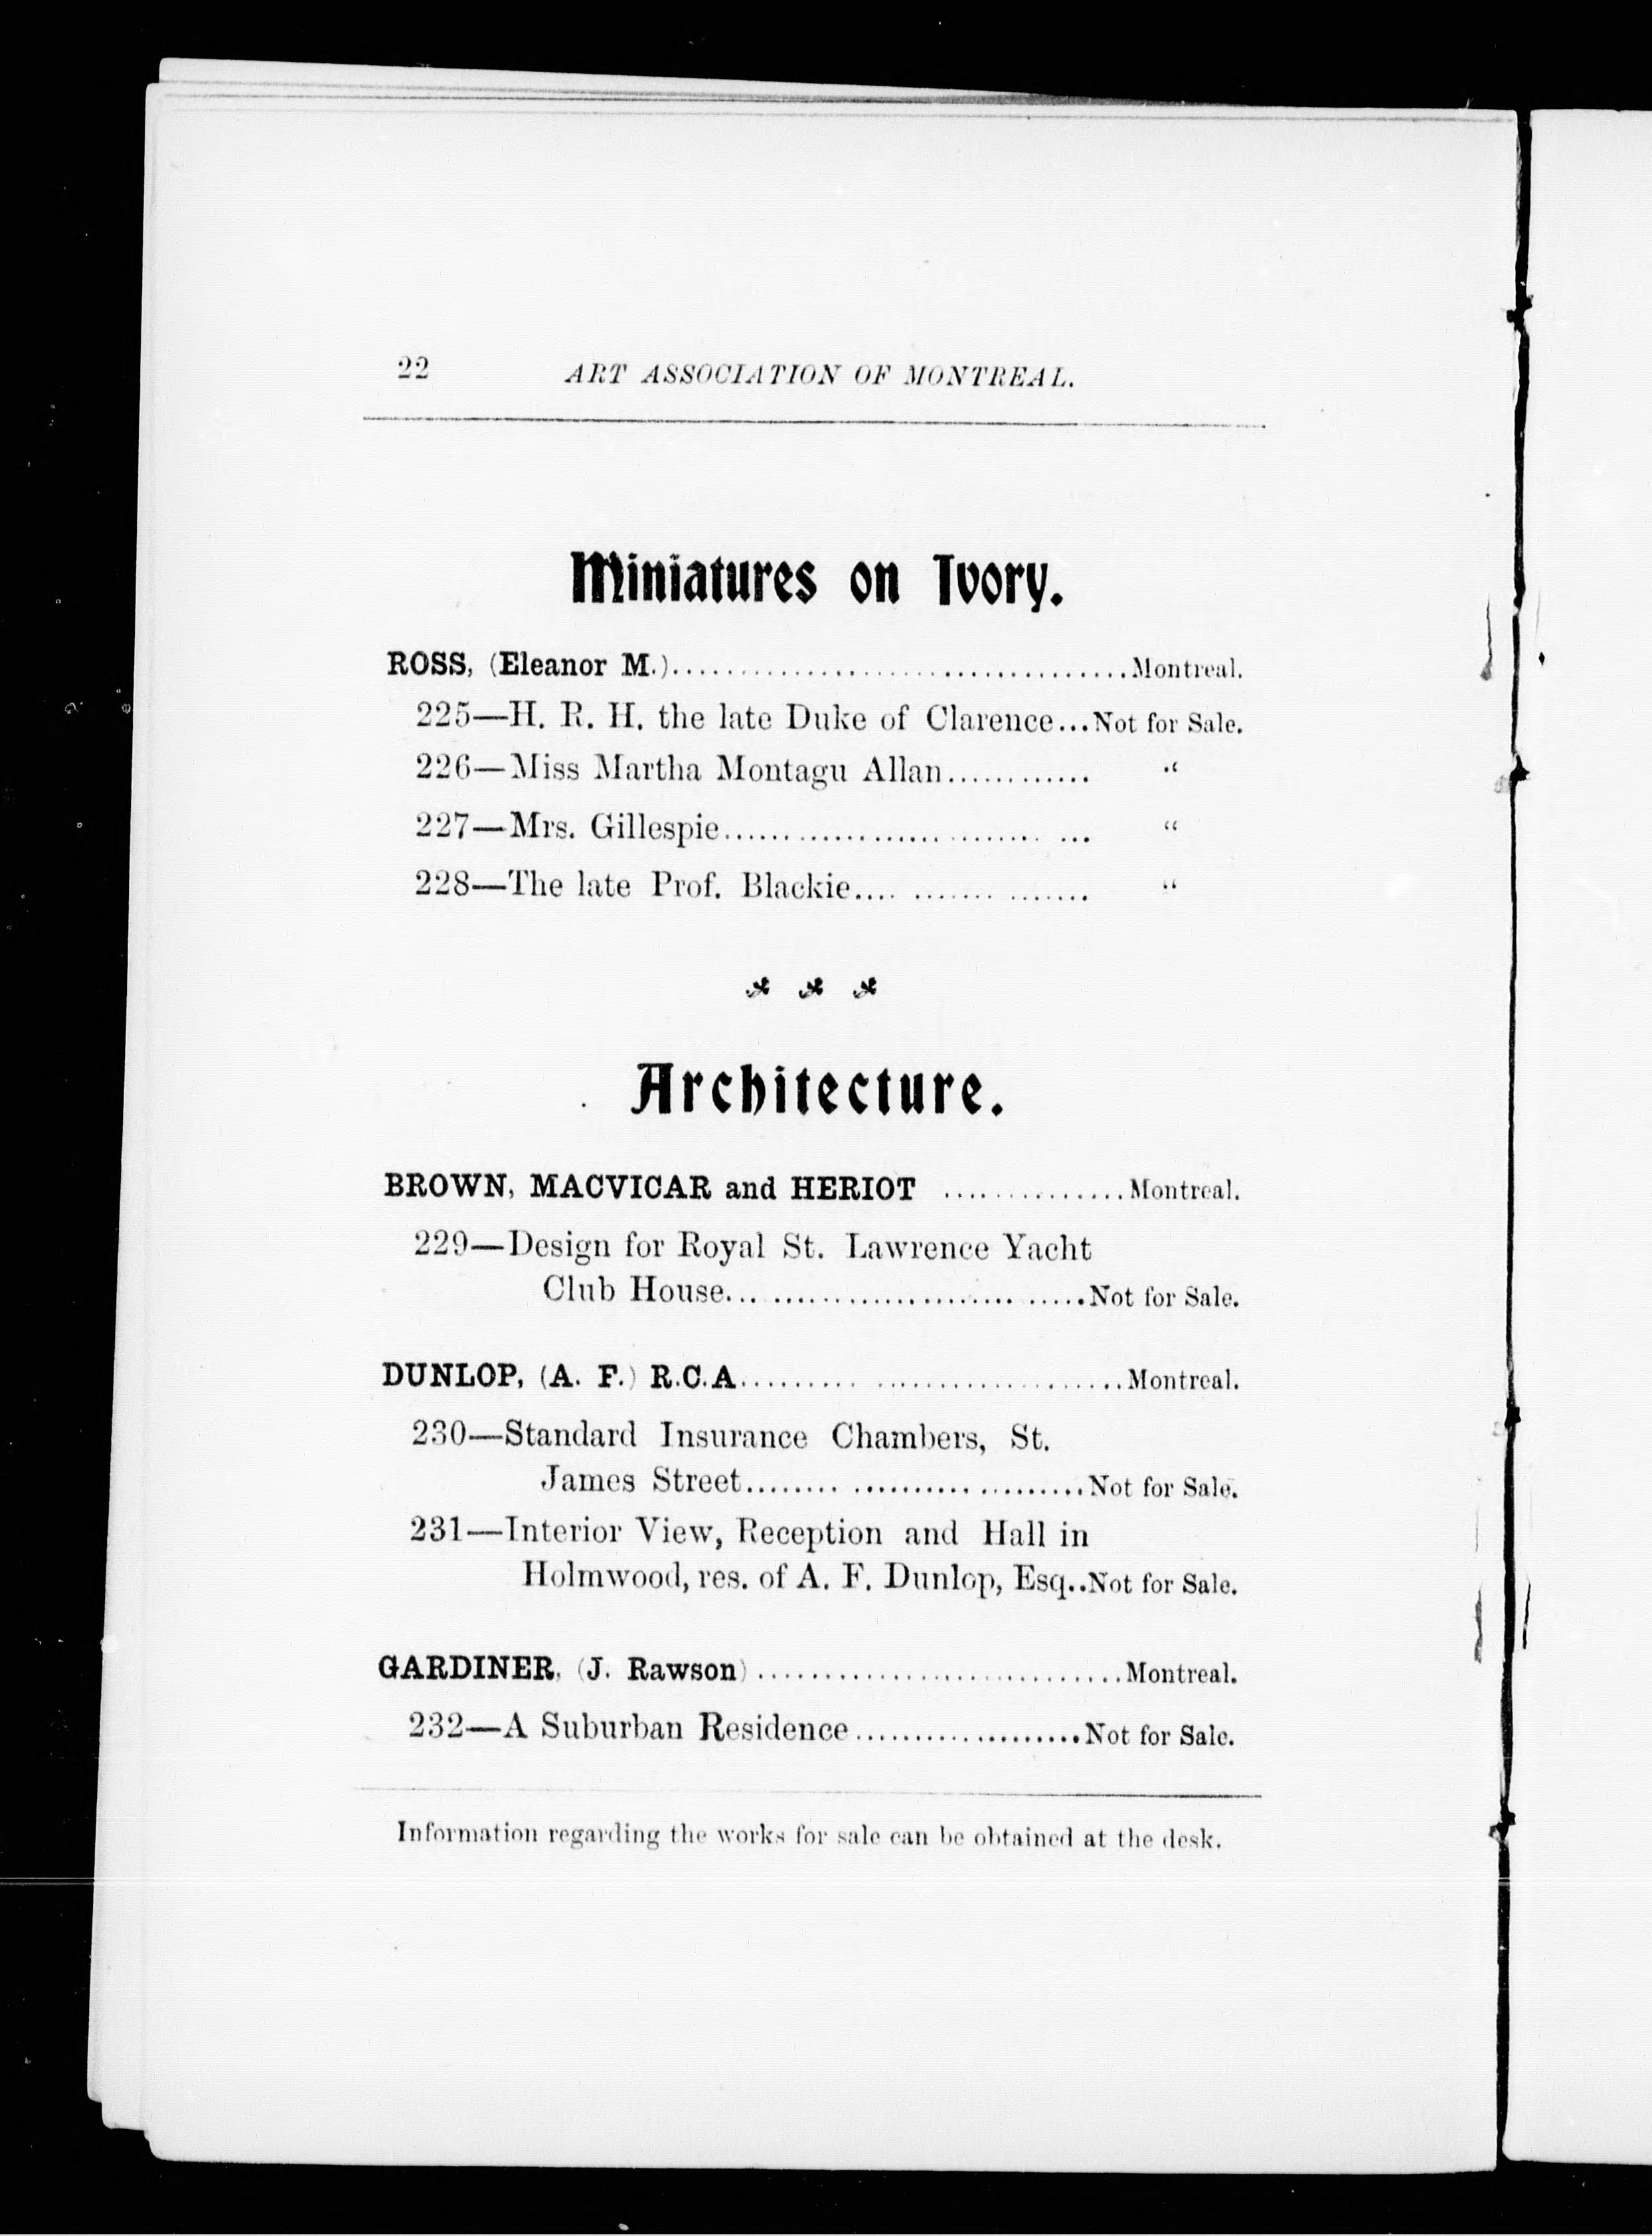 22 ART ASSOCIATION OF MONTREAL.
Miniatures on Ivory.
ROSS, (Eleanor M.)..................................Montreal.
225—H. R. H. the late Duke of Clarence...Not for Sale.
226—Miss Martha Montagu Allan............ “
227—Mrs. Gillespie.......................... ... “
228—The late Prof. Blackie.... ........ ....... “
Architecture.
BROWN, MACVICAR and HERIOT ..............Montreal.
229—Design for Royal St. Lawrence Yacht
Club House... .................... .....Not for Sale.
DUNLOP, (A. F.) R.C.A......... ...................Montreal.
230—Standard Insurance Chambers, St.
James Street........ .......... .........Not for Sale.
231—Interior View, Reception and Hall in
Holmwood, res. of A. F. Dunlop, Esq..Not for Sale.
GARDINER, (J. Rawson)............................Montreal.
232—A Suburban Residence...................Not for Sale.
Information regarding the works for sale can be obtained at the desk.